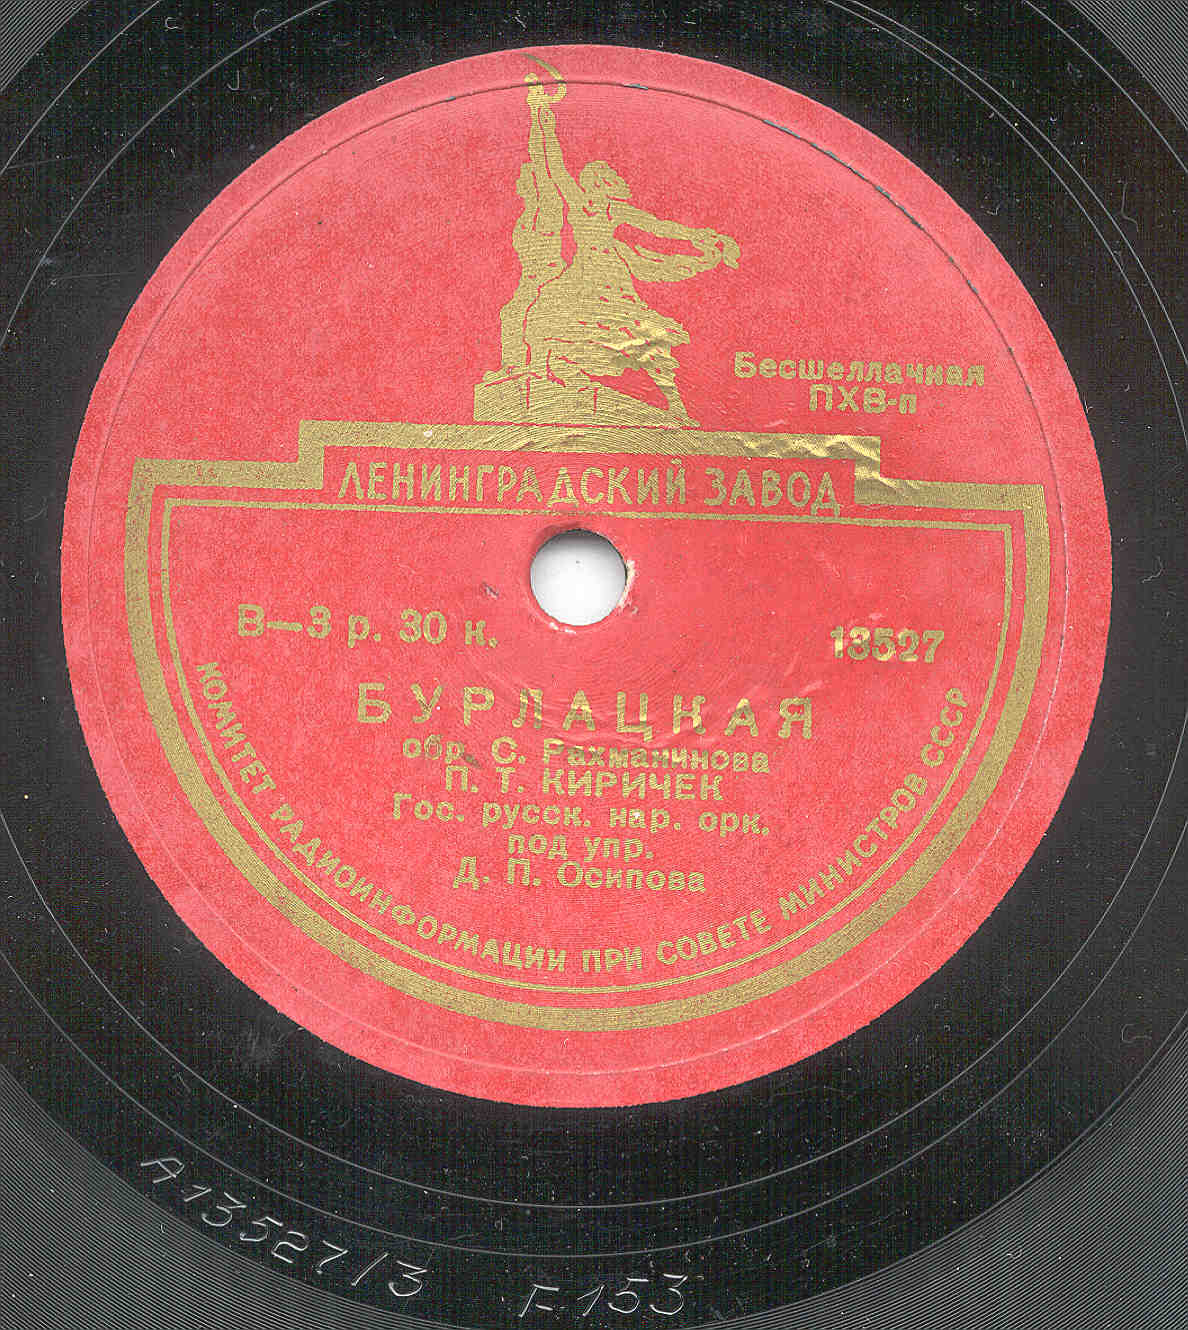 Бесшеллачная
ПХВ-п
ЛЕНИНГРАДСКИЙ ЗАВОД
В—3 р. 30 к.
13527
БУРЛАЦКАЯ
обр. С. Рахманинова
П. Т. КИРИЧЕК
Гос. русск. нар. орк.
под упр.
Д. П. Осипова
КОМИТЕТ РАДИОИНФОРМАЦИИ ПРИ СОВЕТЕ МИНИСТРОВ СССР
А13527/3
F-153